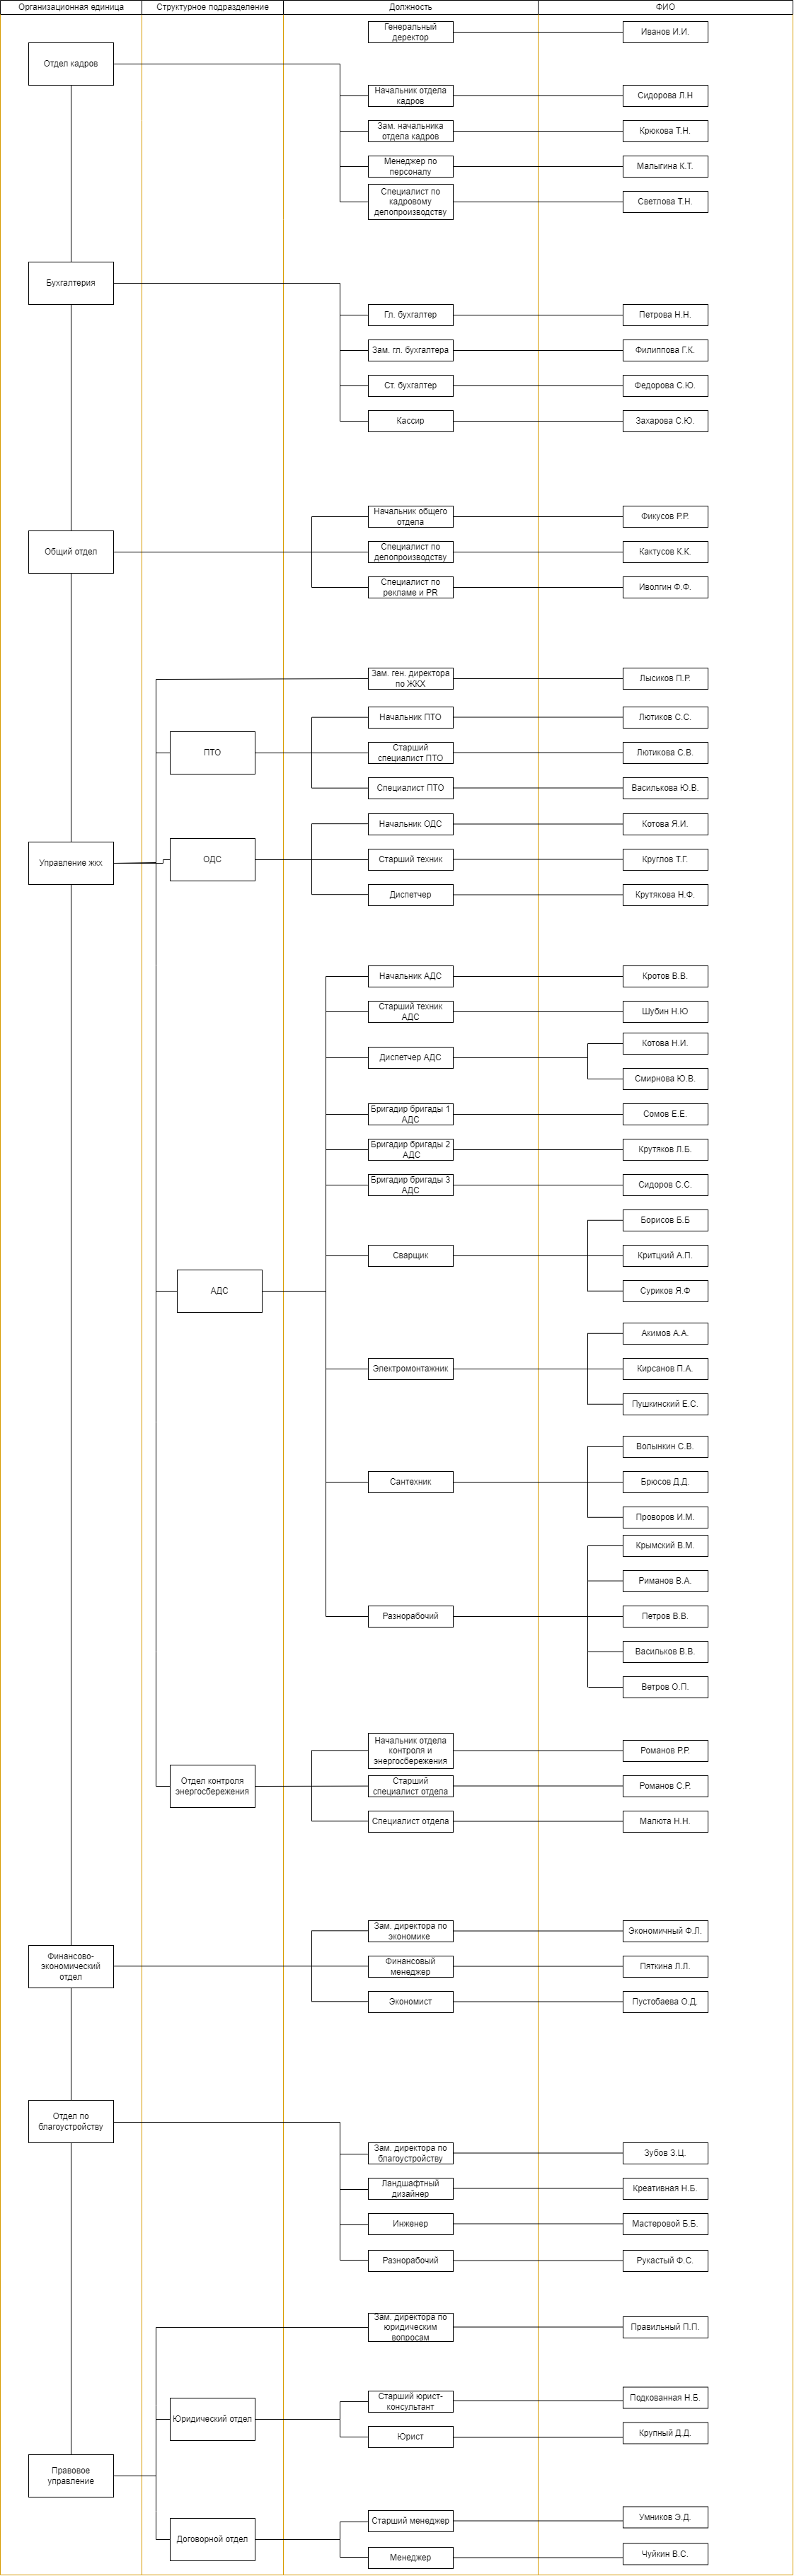 Организационная единица
Структурное подразделение
Должность
ФИО
Генеральный
деректор
Иванов И.И.
Отдел кадров
Начальник отдела
кадров
Сидорова Л.Н
Зам. начальника
отдела кадров
Крюкова Т.Н.
Менеджер по
персоналу
Малыгина К.Т.
Специалист по
кадровому
делопроизводству
Светлова Т.Н.
Бухгалтерия
Гл. бухгалтер
Петрова Н.Н.
Зам. гл. бухгалтера
Филиппова Г.К.
Ст. бухгалтер
Федорова С.Ю.
Кассир
Захарова С.Ю.
Общий отдел
Начальник общего
отдела
Фикусов Р.Р.
Специалист по
делопроизводству
Кактусов К.К.
Специалист по
рекламе и PR
Иволгин Ф.Ф.
Управление жкх
Зам. ген. директора
по ЖКХ
Лысиков П.Р.
ПТО
Начальник ПТО
Лютиков С.С.
Старший
специалист ПТО
Лютикова С.В.
Специалист ПТО
Василькова Ю.В.
ОДС
Начальник ОДС
Котова Я.И.
Старший техник
Круглов Т.Г.
Диспетчер
Крутякова Н.Ф.
АДС
Начальник АДС
Кротов В.В.
Старший техник
АДС
Шубин Н.Ю
Диспетчер АДС
Котова Н.И.
Смирнова Ю.В.
Бригадир бригады 1
АДС
Сомов Е.Е.
Бригадир бригады 2
АДС
Крутяков Л.Б.
Бригадир бригады 3
АДС
Сидоров С.С.
Сварщик
Борисов Б.Б
Критцкий А.П.
Суриков Я.Ф
Электромонтажник
Акимов А.А.
Кирсанов П.А.
Пушкинский Е.С.
Сантехник
Волынкин С.В.
Брюсов Д.Д.
Проворов И.М.
Разнорабочий
Крымский В.М.
Риманов В.А.
Петров В.В.
Васильков В.В.
Ветров О.П.
Отдел контроля
энергосбережения
Начальник отдела
контроля и
энергосбережения
Романов Р.Р.
Старший
специалист отдела
Романов С.Р.
Специалист отдела
Малюта Н.Н.
Финансово-
экономический
отдел
Зам. директора по
экономике
Экономичный Ф.Л.
Финансовый
менеджер
Пяткина Л.Л.
Экономист
Пустобаева О.Д.
Отдел по
благоустройству
Зам. директора по
благоустройству
Зубов З.Ц.
Ландшафтный
дизайнер
Креативная Н.Б.
Инженер
Мастеровой Б.Б.
Разнорабочий
Рукастый Ф.С.
Правовое
управление
Зам. директора по
юридическим
вопросам
Правильный П.П.
Юридический отдел
Старший юрист-
консультант
Подкованная Н.Б.
Юрист
Крупный Д.Д.
Договорной отдел
Старший менеджер
Умников Э.Д.
Менеджер
Чуйкин В.С.